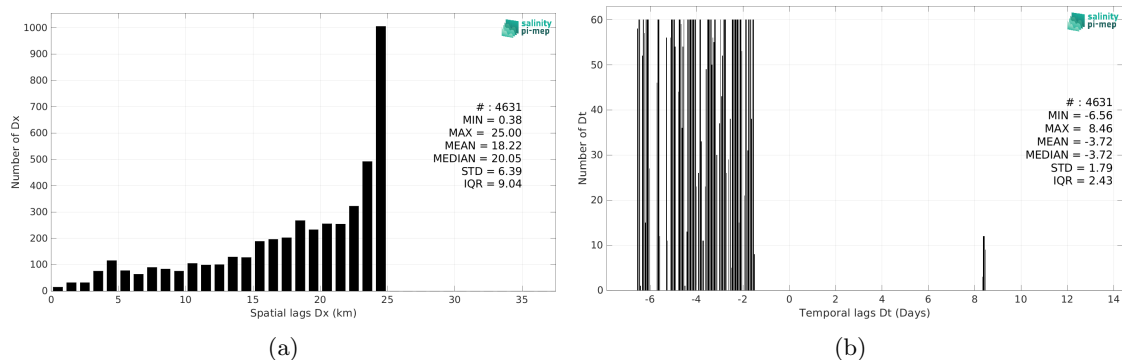 1000
900
800
700
600
500
400
300
200
100
0
0 5 10 15 20 25 30 35
Number of Dx
Spatial lags Dx (km)
salinity
pi-mep
# : 4631
MIN = 0.38
MAX = 25.00
MEAN = 18.22
MEDIAN = 20.05
STD = 6.39
IQR = 9.04
(a)
60
50
40
30
20
10
0
-6 -4 -2 0 2 4 6 8 10 12 14
Number of Dt
Temporal lags Dt (Days)
salinity
pi-mep
# : 4631
MIN = -6.56
MAX = 8.46
MEAN = -3.72
MEDIAN = -3.72
STD = 1.79
IQR = 2.43
(b)